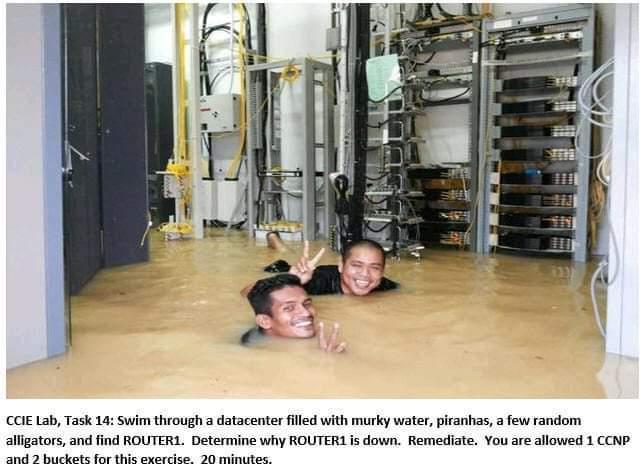 CCIE Lab, Task 14: Swim through a datacenter filled with murky water, piranhas, a few random
alligators, and find ROUTER1.  Determine why ROUTER1 is down.  Remediate.  You are allowed 1 CCNP
and 2 buckets for this exercise.  20 minutes.